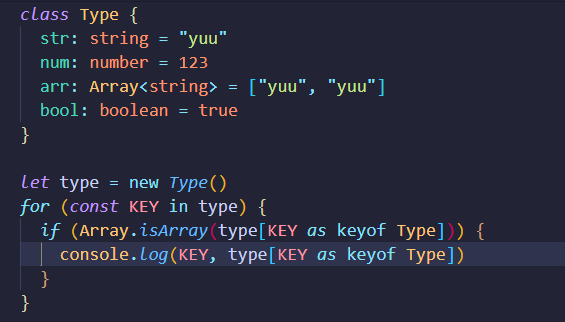 class Type {
  str: string = "yuu"
  num: number = 123
  arr: Array<string> = ["yuu", "yuu"]
  bool: boolean = true
}

let type = new Type()
for (const KEY in type) {
  if (Array.isArray(type[KEY as keyof Type])) {
    console.log(KEY, type[KEY as keyof Type])
  }
}